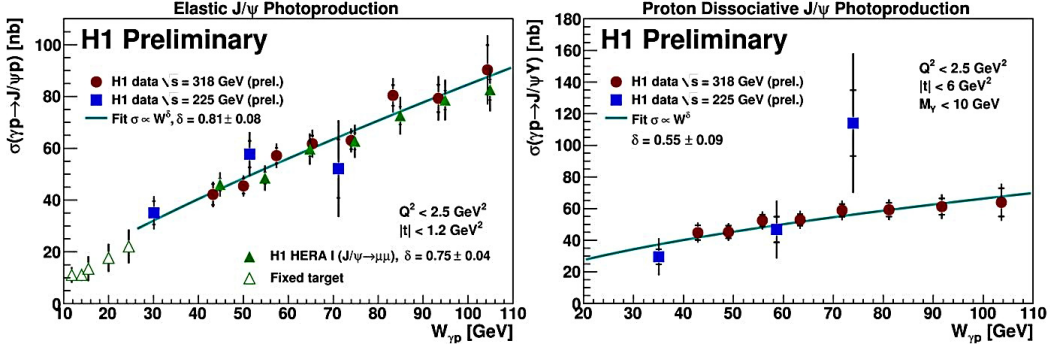 Elastic J/ψ Photoproduction
H1 Preliminary
σ(γp→J/ψp) [nb]
H1 data √s = 318 GeV (prel.)
H1 data √s = 225 GeV (prel.)
Fit σ ∝ W^δ, δ = 0.81 ± 0.08
Q² < 2.5 GeV²
|t| < 1.2 GeV²
H1 HERA I (J/ψ→μμ), δ = 0.75 ± 0.04
Fixed target
100
80
60
40
20
0
10 20 30 40 50 60 70 80 90 100 110
W_γp [GeV]
Proton Dissociative J/ψ Photoproduction
H1 Preliminary
σ(γp→J/ψY) [nb]
H1 data √s = 318 GeV (prel.)
H1 data √s = 225 GeV (prel.)
Fit σ ∝ W^δ
δ = 0.55 ± 0.09
Q² < 2.5 GeV²
|t| < 6 GeV²
M_Y < 10 GeV
180
160
140
120
100
80
60
40
20
0
20 30 40 50 60 70 80 90 100 110
W_γp [GeV]